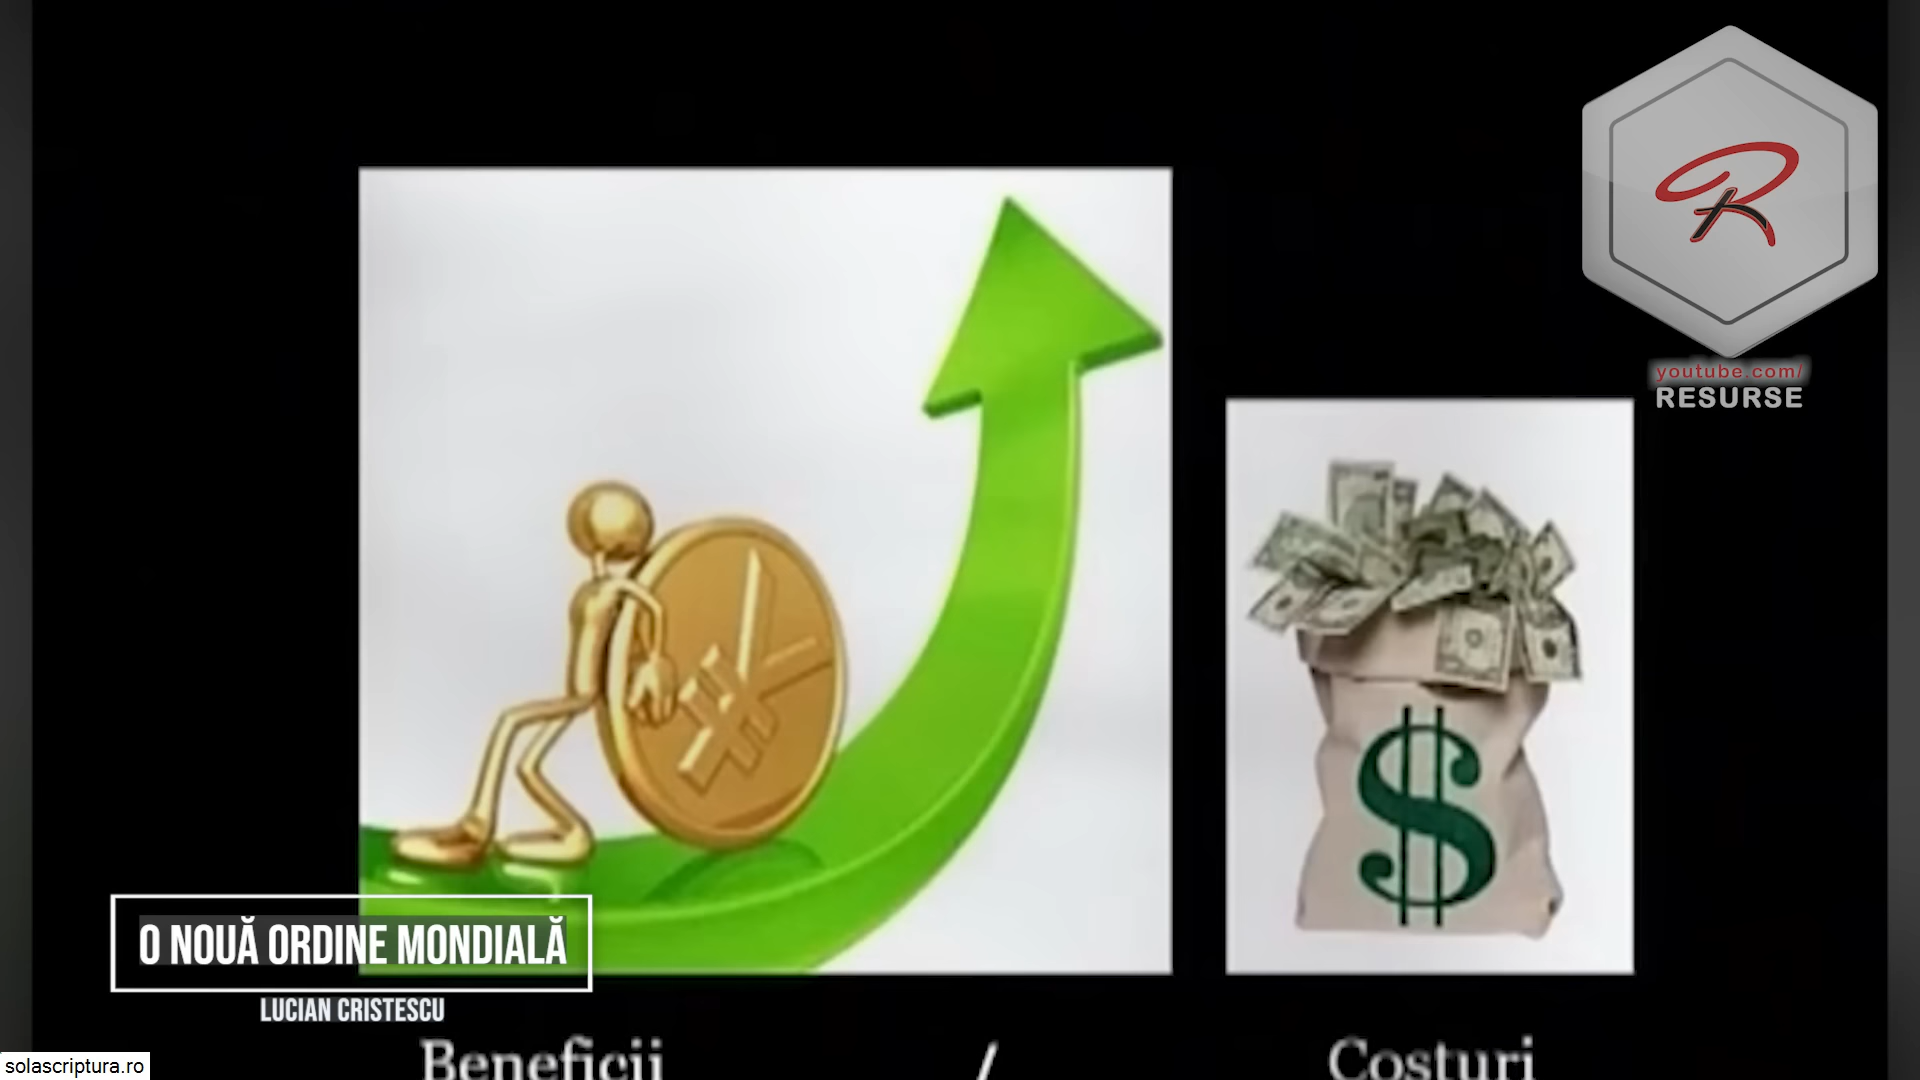 youtube.com/
RESURSE
$
O NOUĂ ORDINE MONDIALĂ
LUCIAN CRISTESCU
Beneficii / Costuri
solascriptura.ro